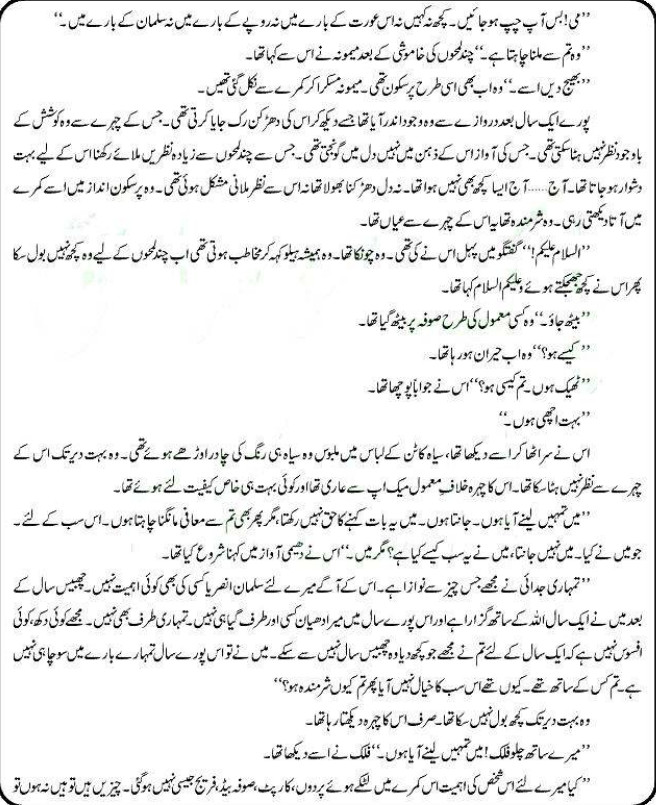 ’’ممی! بس آپ چپ ہوجائیں۔ کچھ نہ کہیں نہ اس عورت کے بارے میں نہ روپے کے بارے میں نہ سلمان کے بارے میں۔‘‘
’’وہ تم سے ملنا چاہتا ہے۔‘‘ چند لمحوں کی خاموشی کے بعد میمونہ نے اس سے کہا تھا۔
’’بھیج دیں اسے۔‘‘ وہ اب بھی اسی طرح پرسکون تھی۔ میمونہ مسکرا کر کمرے سے نکل گئی تھیں۔
پورے ایک سال بعد دروازے سے وہ وجود اندر آیا تھا جسے دیکھ کر اس کی دھڑکن رک جایا کرتی تھی۔ جس کے چہرے سے وہ کوشش کے
باوجود نظر نہیں ہٹا سکتی تھی۔ جس کی آواز اس کے ذہن میں نہیں دل میں گونجتی تھی۔ جس سے چند لمحوں سے زیادہ نظریں ملائے رکھنا اس کے لیے بہت
دشوار ہوجاتا تھا۔ آج ...... آج ایسا کچھ بھی نہیں ہوا تھا۔ نہ دل دھڑکنا بھولا تھا نہ اس سے نظر ملانی مشکل ہوئی تھی۔ وہ پرسکون انداز میں اسے کمرے
میں آتا دیکھتی رہی۔ وہ شرمندہ تھا یہ اس کے چہرے سے عیاں تھا۔
’’السلام علیکم!‘‘ گفتگو میں پہل اس نے کی تھی۔ وہ چونکا تھا۔ وہ ہمیشہ ہیلو کہہ کر مخاطب ہوتی تھی اب چند لمحوں کے لیے وہ کچھ نہیں بول سکا
پھر اس نے کچھ جھجکتے ہوئے وعلیکم السلام کہا تھا۔
’’بیٹھ جاؤ۔‘‘ وہ کسی معمول کی طرح صوفہ پر بیٹھ گیا تھا۔
’’کیسے ہو؟‘‘ وہ اب حیران ہورہا تھا۔
’’ٹھیک ہوں۔ تم کیسی ہو؟‘‘ اس نے جواباً پوچھا تھا۔
’’بہت اچھی ہوں۔‘‘
اس نے سر اٹھا کر اسے دیکھا تھا، سیاہ کاٹن کے لباس میں ملبوس وہ سیاہ ہی رنگ کی چادر اوڑھے ہوئے تھی۔ وہ بہت دیر تک اس کے
چہرے سے نظر نہیں ہٹا سکا تھا۔ اس کا چہرہ خلافِ معمول میک اپ سے عاری تھا اور کوئی بہت ہی خاص کیفیت لئے ہوئے تھا۔
’’میں تمہیں لینے آیا ہوں۔ جانتا ہوں۔ میں یہ بات کہنے کا حق نہیں رکھتا، مگر پھر بھی تم سے معافی مانگنا چاہتا ہوں۔ اس سب کے لئے۔
جو میں نے کیا۔ میں نہیں جانتا، میں نے یہ سب کیسے کیا ہے؟ مگر میں۔‘‘ اس نے دھیمی آواز میں کہنا شروع کیا تھا۔
’’تمہاری جدائی نے مجھے جس چیز سے نوازا ہے۔ اس کے آگے میرے لئے سلمان انصر یا کسی کی بھی کوئی اہمیت نہیں۔ چھبیس سال کے
بعد میں نے ایک سال اللہ کے ساتھ گزارا ہے اور اس پورے سال میں میرا دھیان کسی اور طرف گیا ہی نہیں۔ تمہاری طرف بھی نہیں۔ مجھے کوئی دکھ، کوئی
افسوس نہیں ہے کہ ایک سال کے لئے تم نے مجھے جو کچھ دیا وہ چھبیس سال نہیں دے سکے۔ میں نے تو اس پورے سال تمہارے بارے میں سوچا ہی نہیں
ہے۔ تم کس کے ساتھ تھے۔ کیوں تھے اس سب کا خیال نہیں آیا پھر تم کیوں شرمندہ ہو؟‘‘
وہ بہت دیر تک کچھ بول نہیں سکا تھا۔ صرف اس کا چہرہ دیکھتا رہا تھا۔
’’میرے ساتھ چلو فلک! میں تمہیں لینے آیا ہوں۔‘‘ فلک نے اسے دیکھا تھا۔
’’کیا میرے لئے اس شخص کی اہمیت اس کمرے میں لٹکے ہوئے پردوں، کارپٹ، صوفہ بیڈ، فریج جیسی نہیں ہوگئی۔ چیزیں ہیں تو ہیں نہ ہوں تو